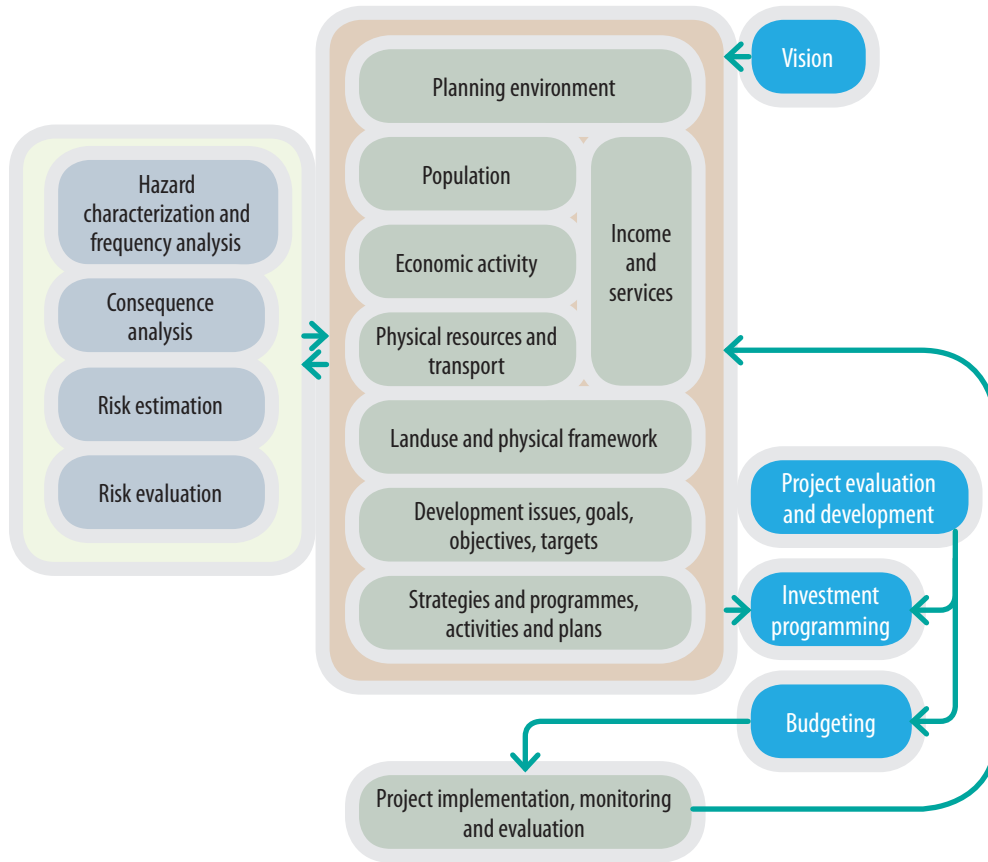 Vision
Planning environment
Hazard
characterization and
frequency analysis
Consequence
analysis
Risk estimation
Risk evaluation
Population
Economic activity
Physical resources and
transport
Income
and
services
Landuse and physical framework
Development issues, goals,
objectives, targets
Strategies and programmes,
activities and plans
Project evaluation
and development
Investment
programming
Budgeting
Project implementation, monitoring
and evaluation